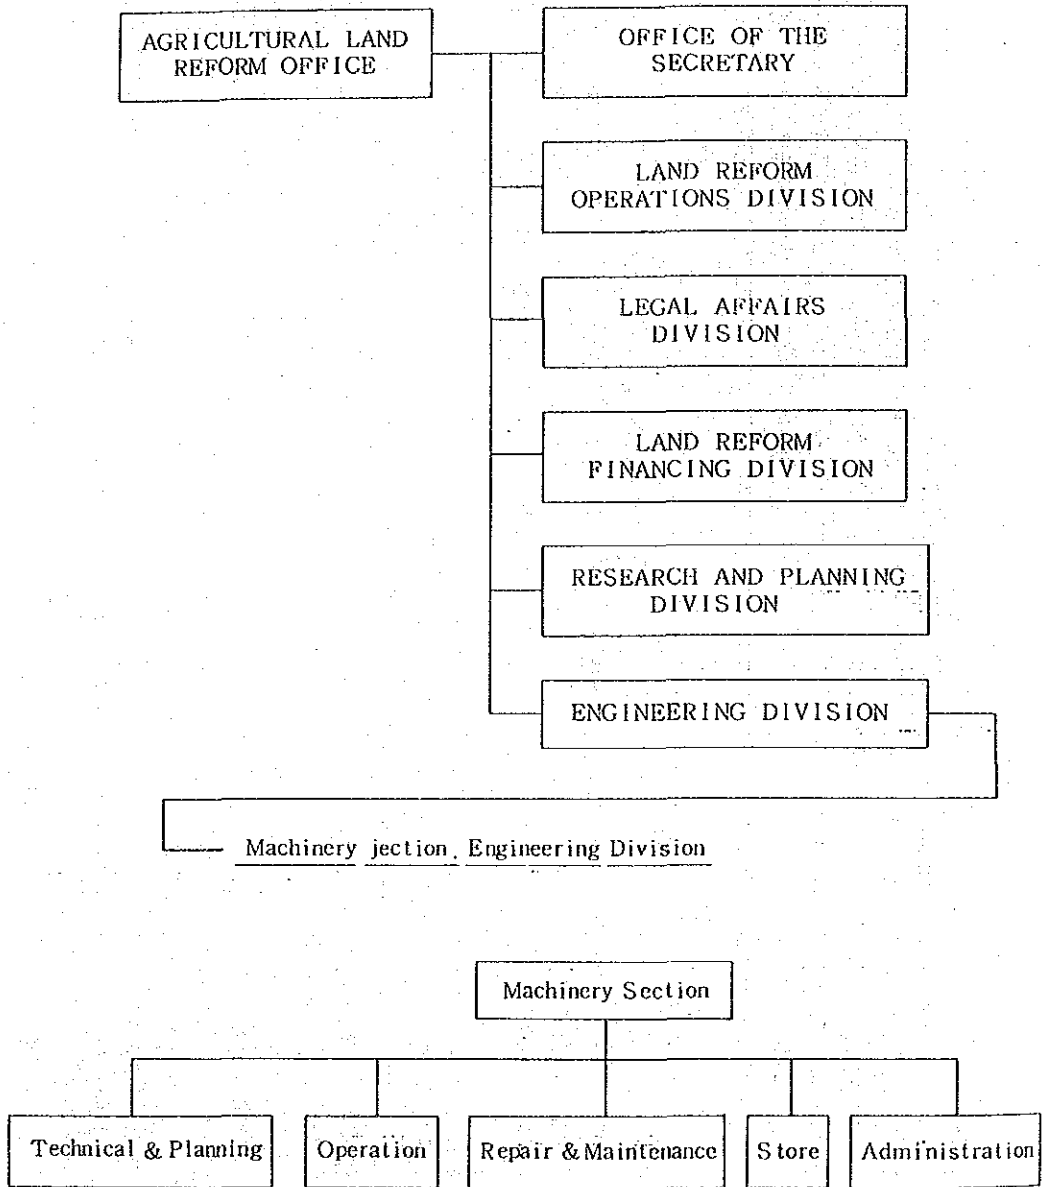 AGRICULTURAL LAND
REFORM OFFICE
OFFICE OF THE
SECRETARY
LAND REFORM
OPERATIONS DIVISION
LEGAL AFFAIRS
DIVISION
LAND REFORM
FINANCING DIVISION
RESEARCH AND PLANNING
DIVISION
ENGINEERING DIVISION
Machinery jection. Engineering Division
Machinery Section
Technical & Planning
Operation
Repair & Maintenance
Store
Administration